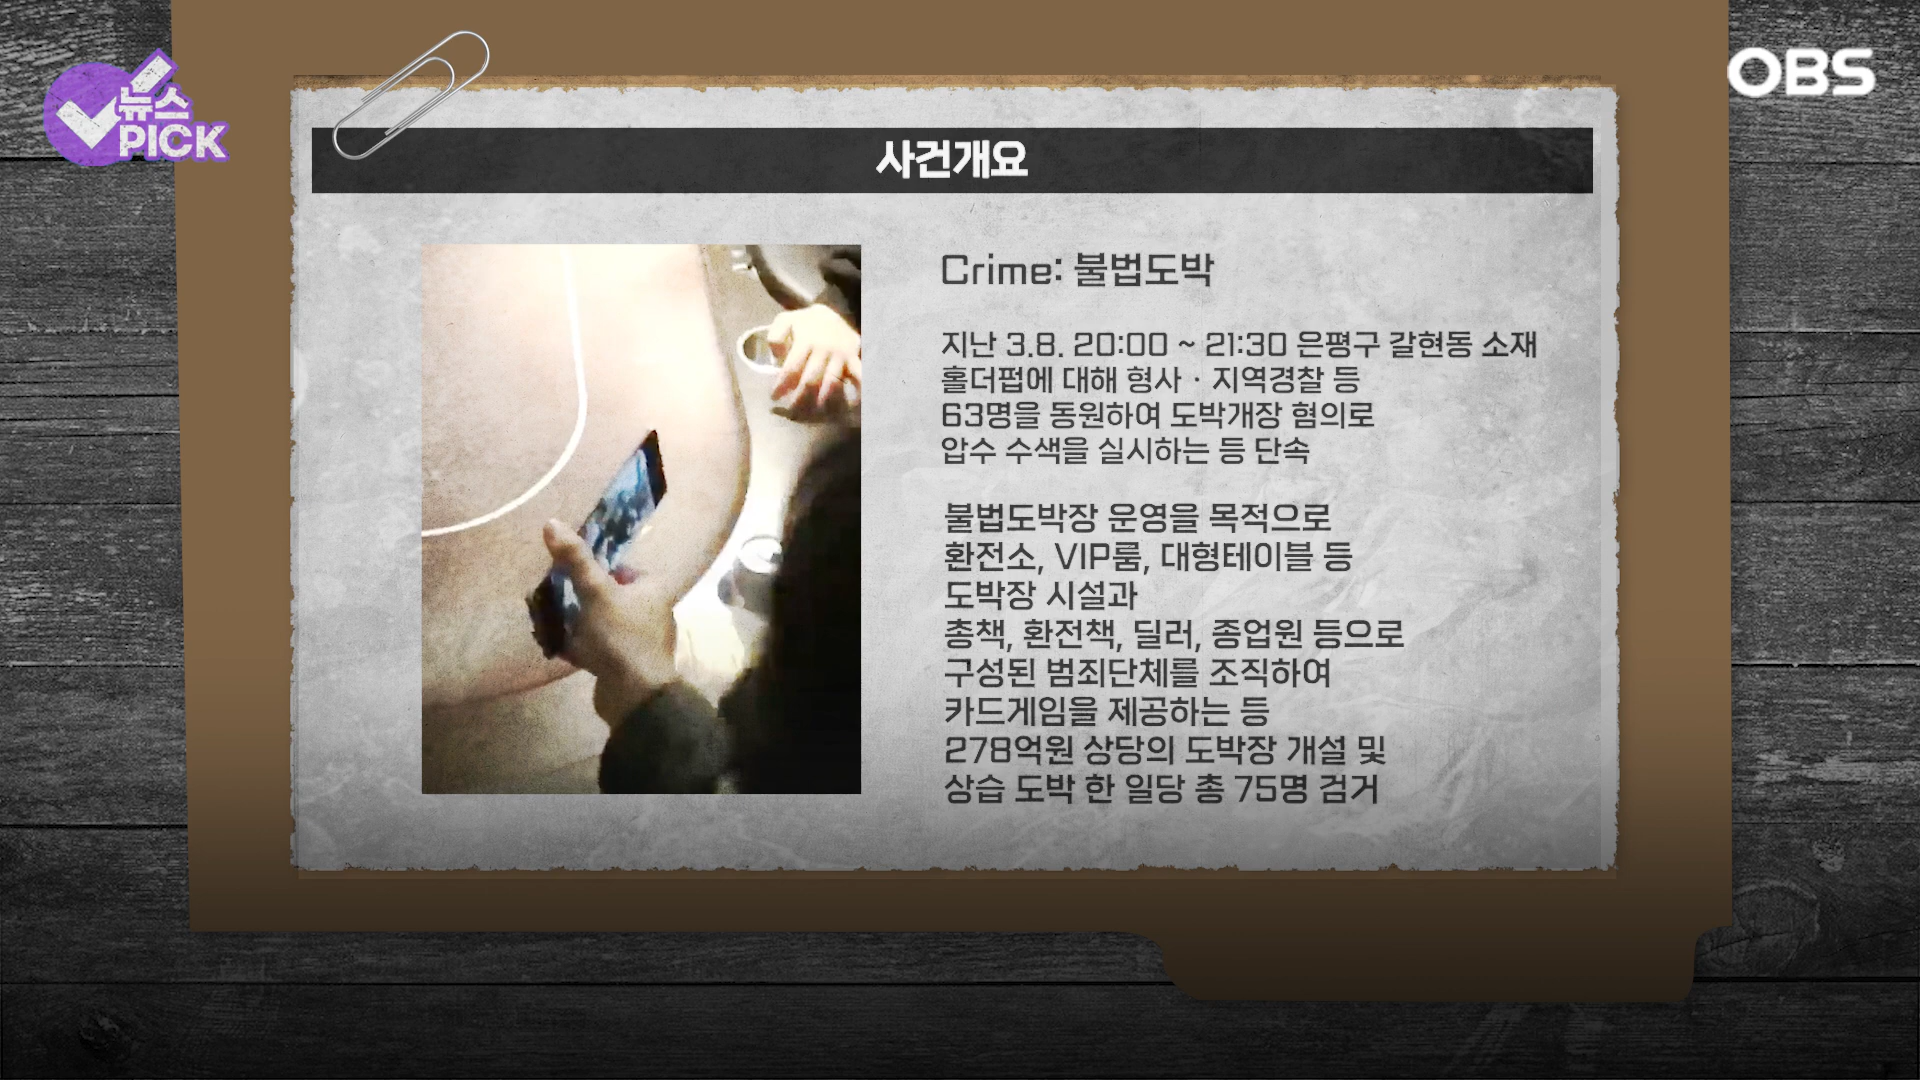 뉴스
PICK
OBS
사건개요
Crime: 불법도박
지난 3.8. 20:00 ~ 21:30 은평구 갈현동 소재
홀더펍에 대해 형사 · 지역경찰 등
63명을 동원하여 도박개장 혐의로
압수 수색을 실시하는 등 단속
불법도박장 운영을 목적으로
환전소, VIP룸, 대형테이블 등
도박장 시설과
총책, 환전책, 딜러, 종업원 등으로
구성된 범죄단체를 조직하여
카드게임을 제공하는 등
278억원 상당의 도박장 개설 및
상습 도박 한 일당 총 75명 검거